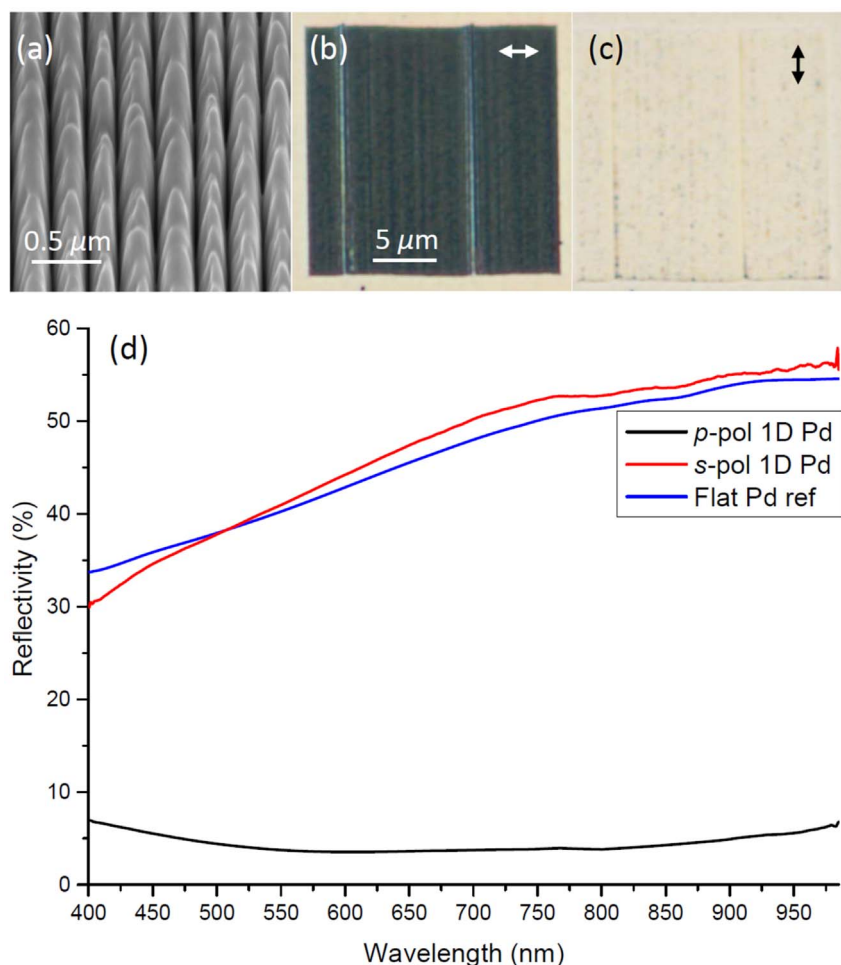 (a)
0.5 μm
(b)
5 μm
(c)
(d)
60
50
40
30
20
10
0
Reflectivity (%)
p-pol 1D Pd
s-pol 1D Pd
Flat Pd ref
400 450 500 550 600 650 700 750 800 850 900 950
Wavelength (nm)